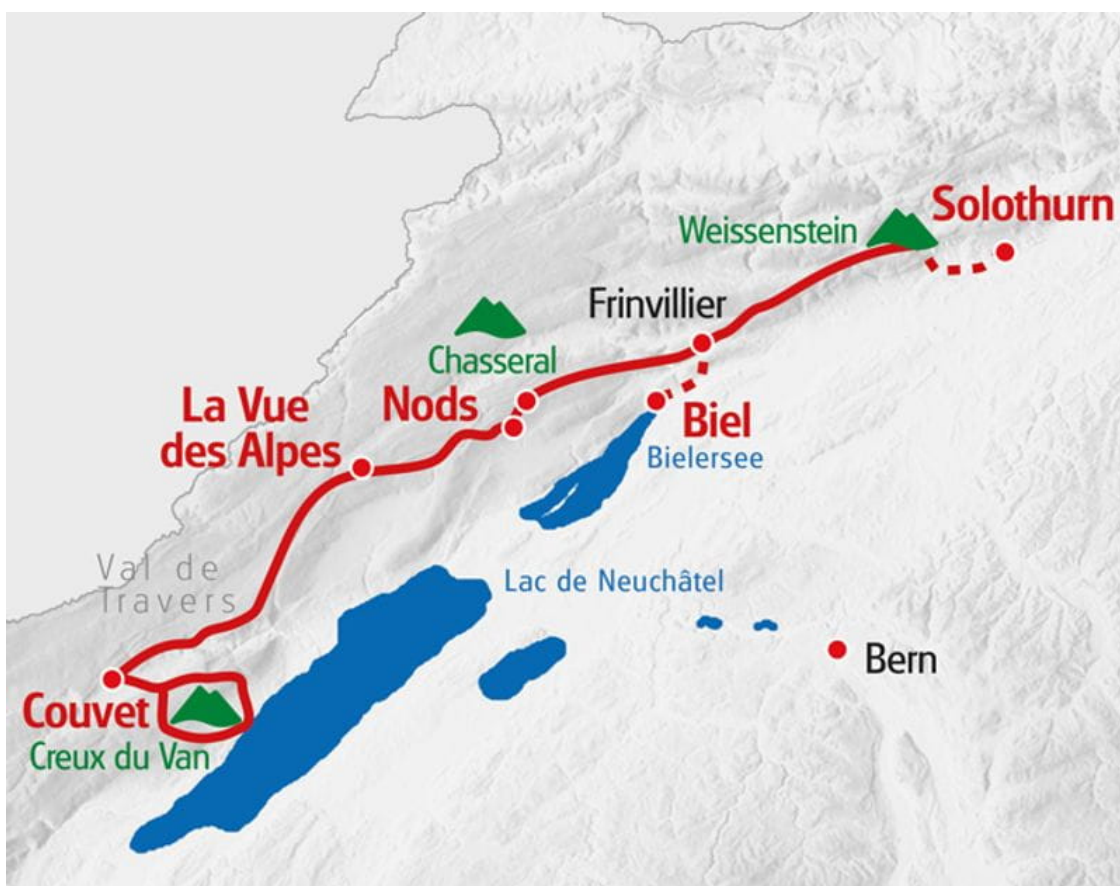 Solothurn
Weissenstein
Frinvillier
Chasseral
La Vue
des Alpes
Nods
Biel
Bielersee
Val de
Travers
Lac de Neuchâtel
Bern
Couvet
Creux du Van